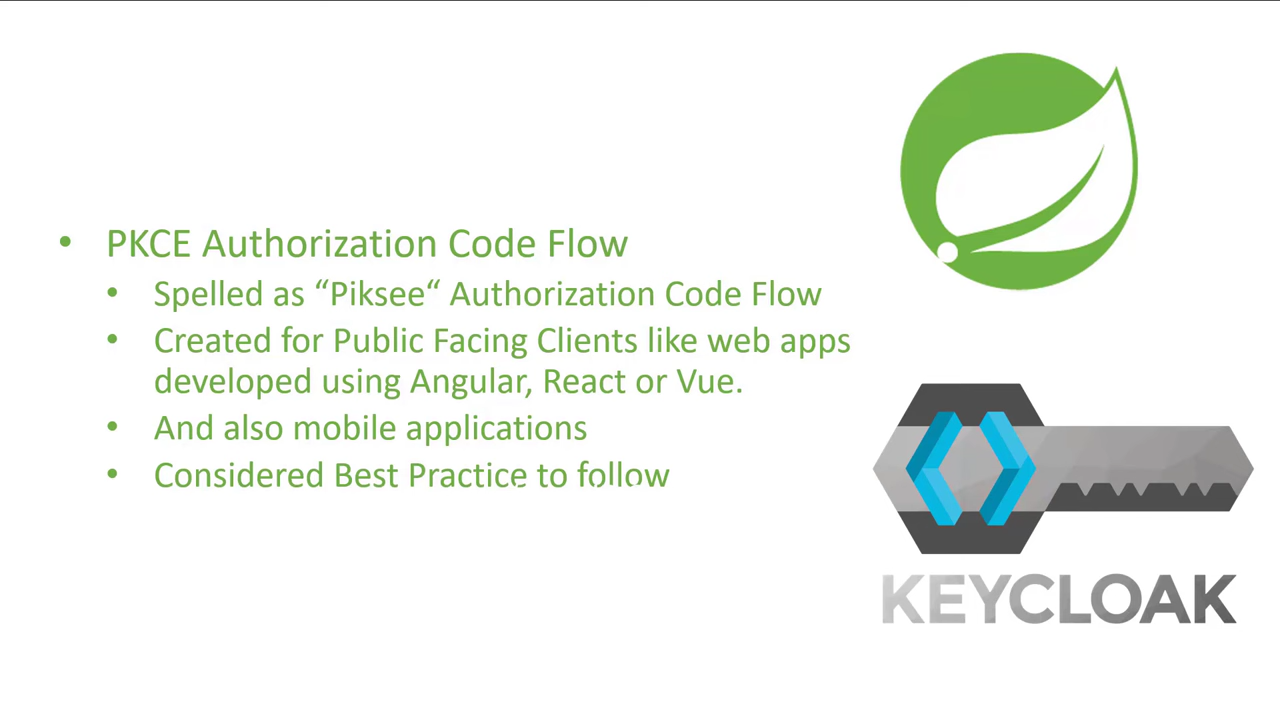 • PKCE Authorization Code Flow
• Spelled as “Piksee“ Authorization Code Flow
• Created for Public Facing Clients like web apps
developed using Angular, React or Vue.
• And also mobile applications
• Considered Best Practice to follow
KEYCLOAK